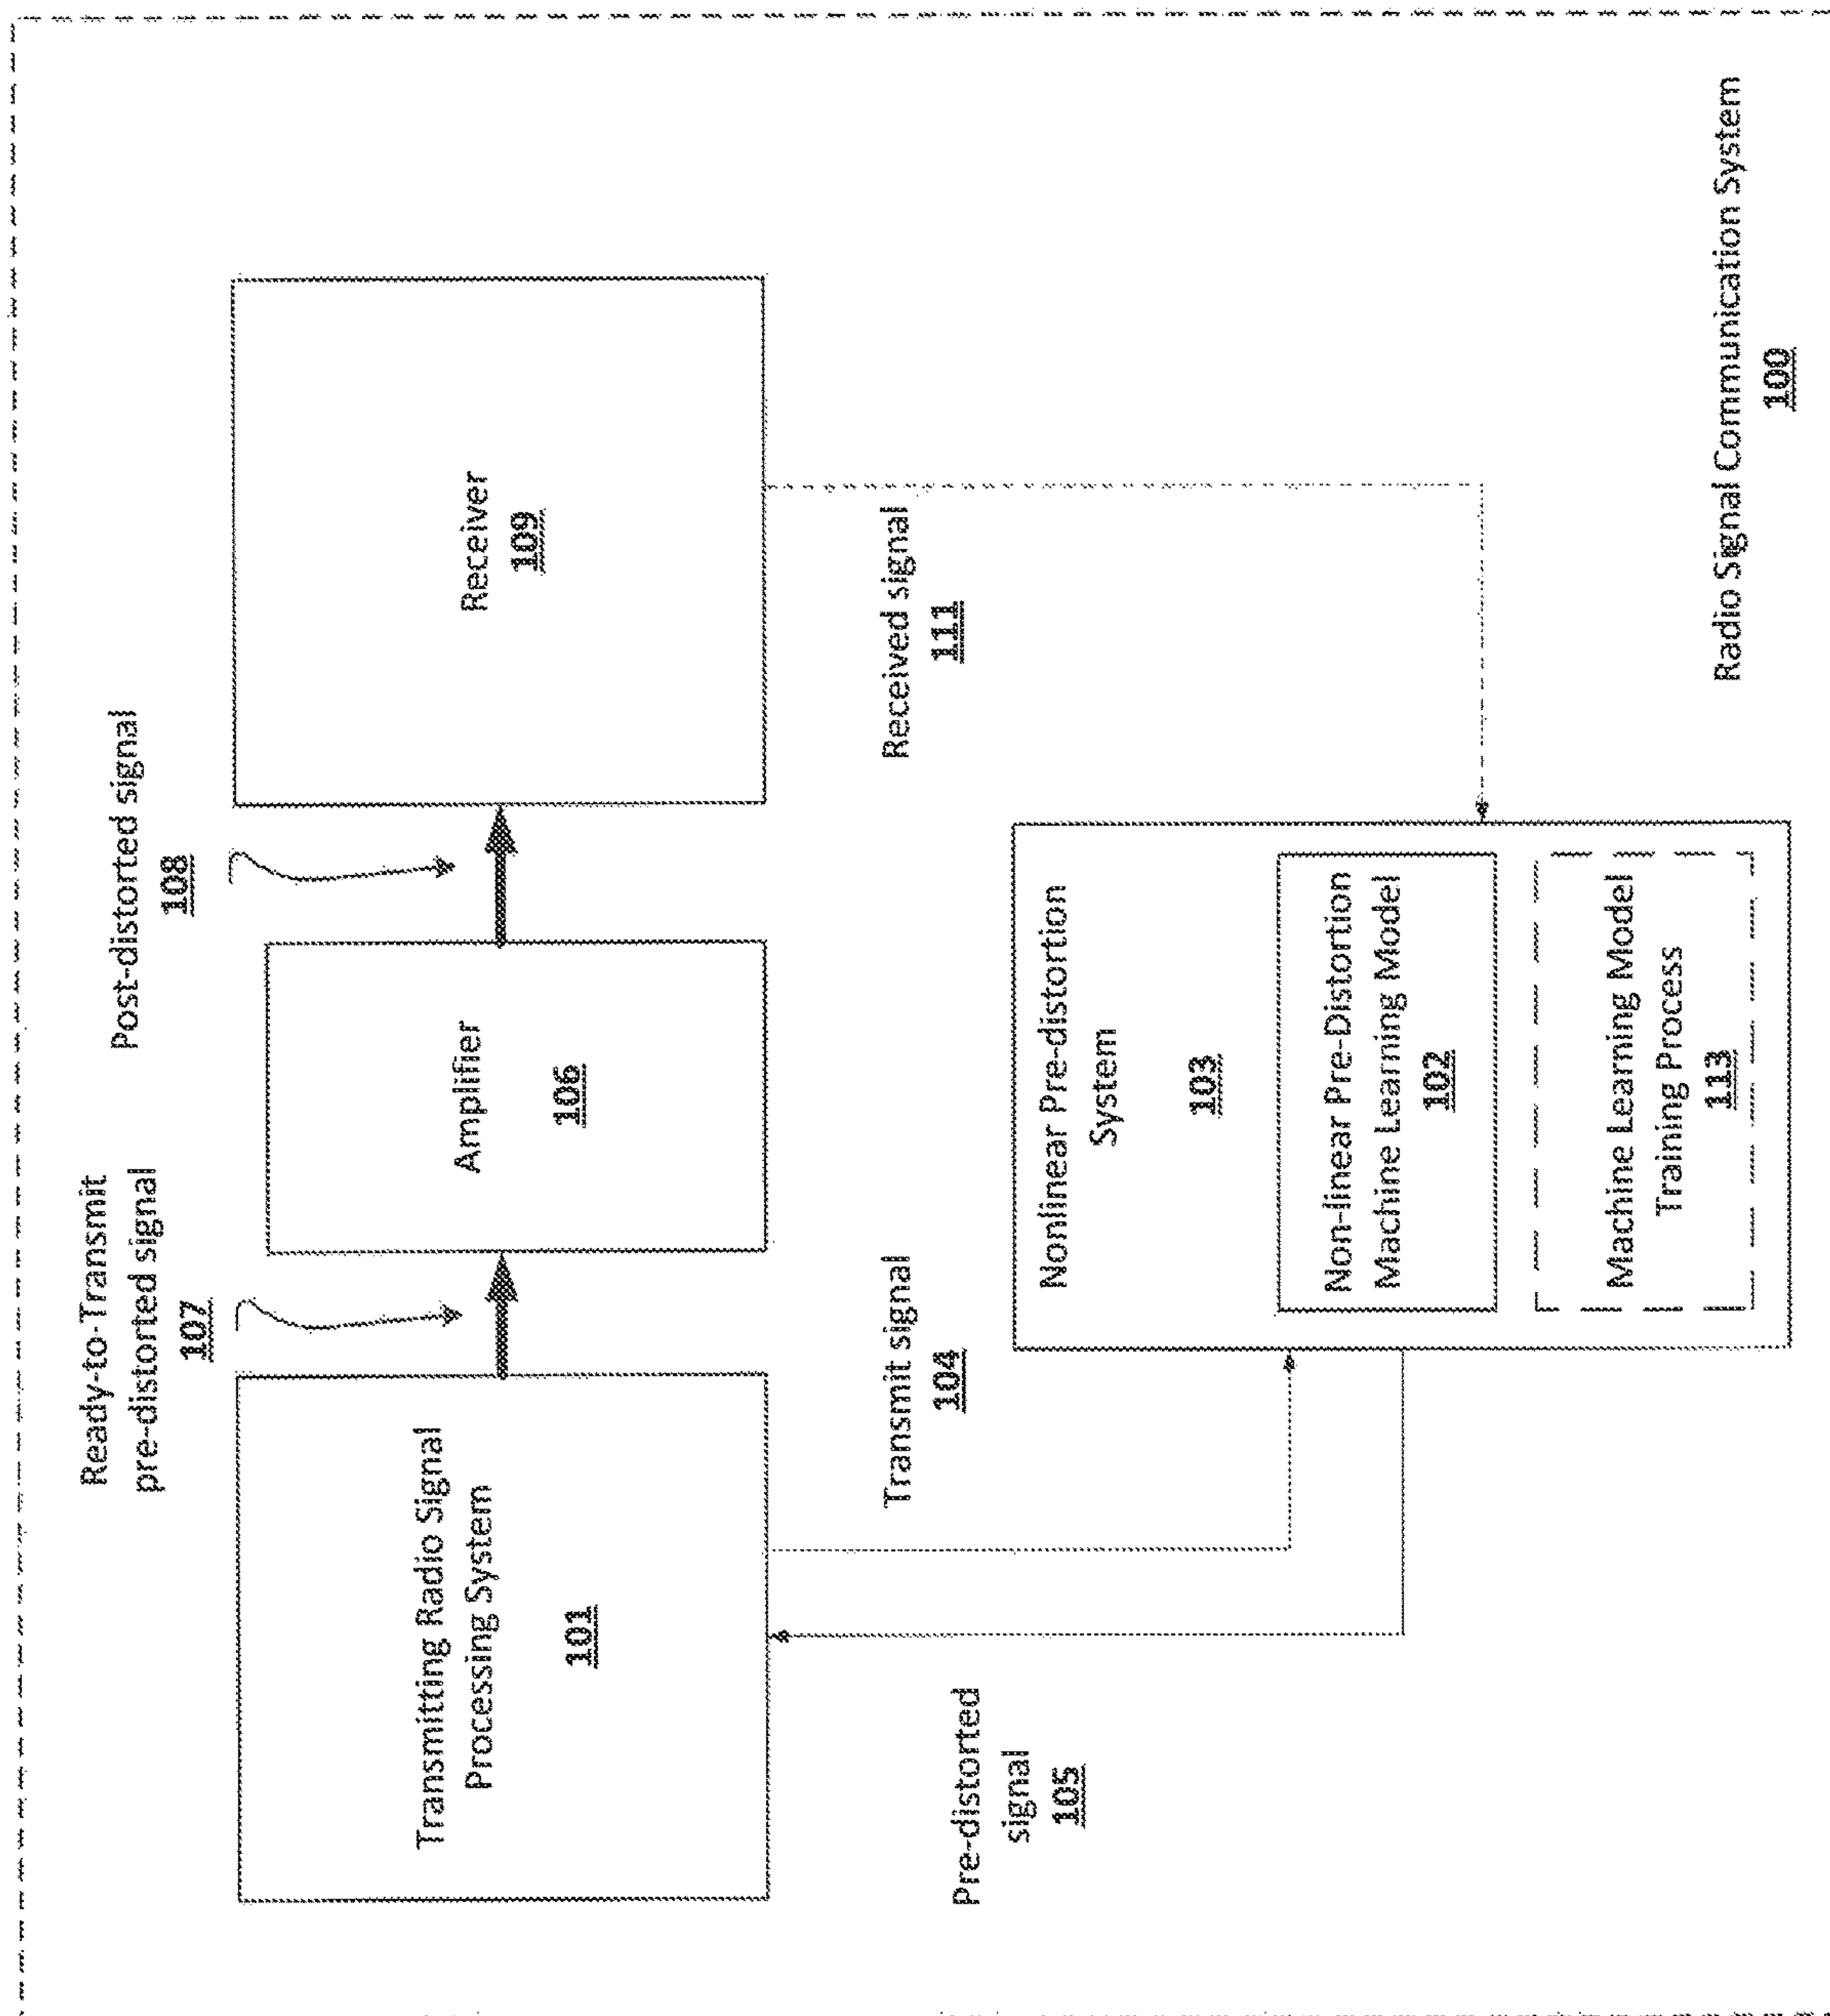 Ready-to-Transmit
pre-distorted signal
107
Post-distorted signal
108
Transmitting Radio Signal
Processing System
101
Amplifier
106
Receiver
109
Transmit signal
104
Received signal
111
Pre-distorted
signal
105
Nonlinear Pre-distortion
System
103
Non-linear Pre-Distortion
Machine Learning Model
102
Machine Learning Model
Training Process
113
Radio Signal Communication System
100